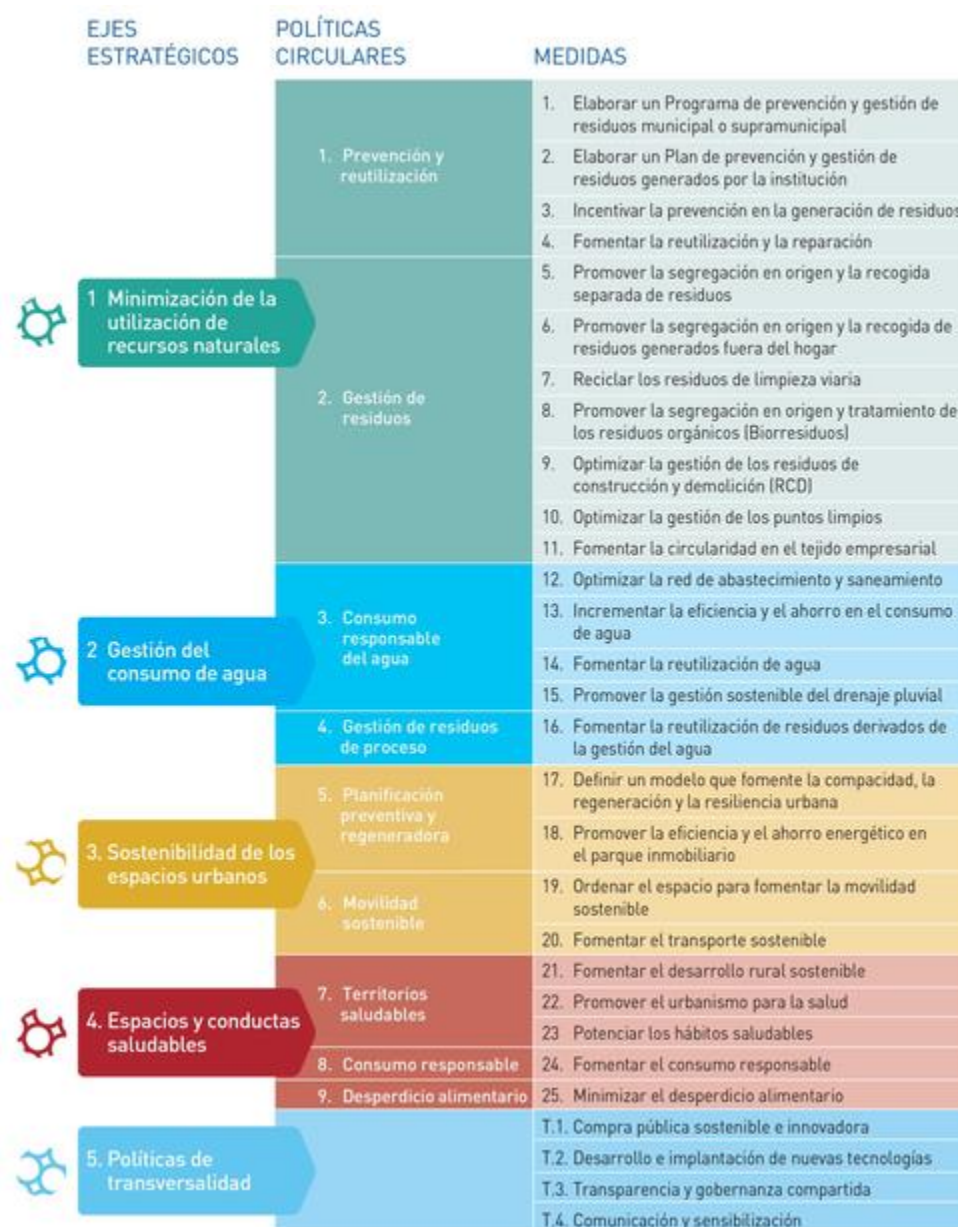 EJES
ESTRATÉGICOS
POLÍTICAS
CIRCULARES
MEDIDAS
1 Minimización de la
utilización de
recursos naturales
1. Prevención y
reutilización
1. Elaborar un Programa de prevención y gestión de
residuos municipal o supramunicipal
2. Elaborar un Plan de prevención y gestión de
residuos generados por la institución
3. Incentivar la prevención en la generación de residuos
4. Fomentar la reutilización y la reparación
2. Gestión de
residuos
5. Promover la segregación en origen y la recogida
separada de residuos
6. Promover la segregación en origen y la recogida de
residuos generados fuera del hogar
7. Reciclar los residuos de limpieza viaria
8. Promover la segregación en origen y tratamiento de
los residuos orgánicos (Biorresiduos)
9. Optimizar la gestión de los residuos de
construcción y demolición (RCD)
10. Optimizar la gestión de los puntos limpios
11. Fomentar la circularidad en el tejido empresarial
2 Gestión del
consumo de agua
3. Consumo
responsable
del agua
12. Optimizar la red de abastecimiento y saneamiento
13. Incrementar la eficiencia y el ahorro en el consumo
de agua
14. Fomentar la reutilización de agua
15. Promover la gestión sostenible del drenaje pluvial
4. Gestión de residuos
de proceso
16. Fomentar la reutilización de residuos derivados de
la gestión del agua
3. Sostenibilidad de los
espacios urbanos
5. Planificación
preventiva y
regeneradora
17. Definir un modelo que fomente la compacidad, la
regeneración y la resiliencia urbana
18. Promover la eficiencia y el ahorro energético en
el parque inmobiliario
6. Movilidad
sostenible
19. Ordenar el espacio para fomentar la movilidad
sostenible
20. Fomentar el transporte sostenible
4. Espacios y conductas
saludables
7. Territorios
saludables
21. Fomentar el desarrollo rural sostenible
22. Promover el urbanismo para la salud
23 Potenciar los hábitos saludables
8. Consumo responsable
24. Fomentar el consumo responsable
9. Desperdicio alimentario
25. Minimizar el desperdicio alimentario
5. Políticas de
transversalidad
T.1. Compra pública sostenible e innovadora
T.2. Desarrollo e implantación de nuevas tecnologías
T.3. Transparencia y gobernanza compartida
T.4. Comunicación y sensibilización